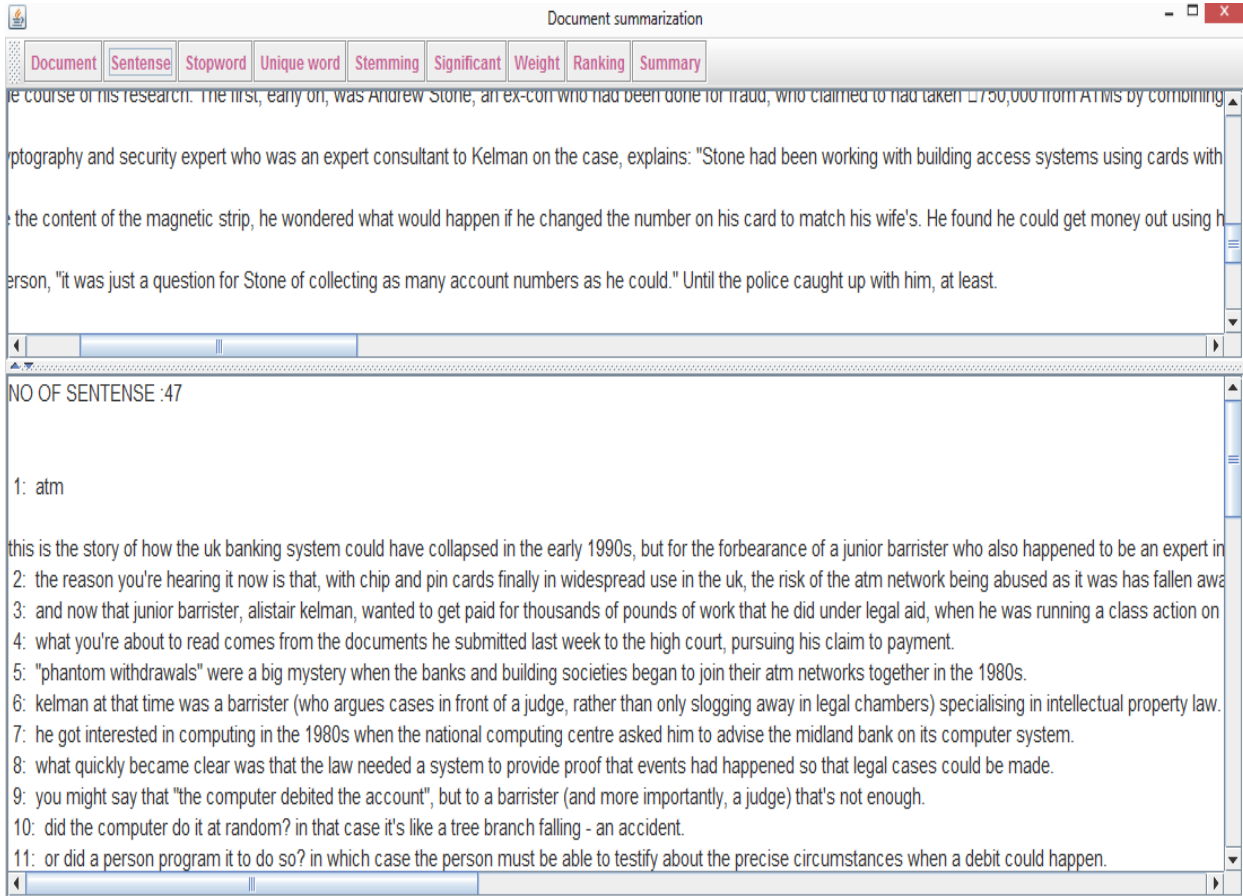 Document summarization
Document Sentense Stopword Unique word Stemming Significant Weight Ranking Summary
le course of his research. The first, early on, was Andrew Stone, an ex-con who had been done for fraud, who claimed to had taken □750,000 from ATMs by combining
yptography and security expert who was an expert consultant to Kelman on the case, explains: "Stone had been working with building access systems using cards with
the content of the magnetic strip, he wondered what would happen if he changed the number on his card to match his wife's. He found he could get money out using h
erson, "it was just a question for Stone of collecting as many account numbers as he could." Until the police caught up with him, at least.
NO OF SENTENSE :47
1: atm
this is the story of how the uk banking system could have collapsed in the early 1990s, but for the forbearance of a junior barrister who also happened to be an expert in
2: the reason you're hearing it now is that, with chip and pin cards finally in widespread use in the uk, the risk of the atm network being abused as it was has fallen awa
3: and now that junior barrister, alistair kelman, wanted to get paid for thousands of pounds of work that he did under legal aid, when he was running a class action on
4: what you're about to read comes from the documents he submitted last week to the high court, pursuing his claim to payment.
5: "phantom withdrawals" were a big mystery when the banks and building societies began to join their atm networks together in the 1980s.
6: kelman at that time was a barrister (who argues cases in front of a judge, rather than only slogging away in legal chambers) specialising in intellectual property law.
7: he got interested in computing in the 1980s when the national computing centre asked him to advise the midland bank on its computer system.
8: what quickly became clear was that the law needed a system to provide proof that events had happened so that legal cases could be made.
9: you might say that "the computer debited the account", but to a barrister (and more importantly, a judge) that's not enough.
10: did the computer do it at random? in that case it's like a tree branch falling - an accident.
11: or did a person program it to do so? in which case the person must be able to testify about the precise circumstances when a debit could happen.